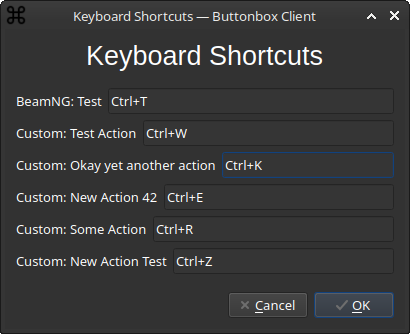 Keyboard Shortcuts — Buttonbox Client
Keyboard Shortcuts
BeamNG: Test Ctrl+T
Custom: Test Action Ctrl+W
Custom: Okay yet another action Ctrl+K
Custom: New Action 42 Ctrl+E
Custom: Some Action Ctrl+R
Custom: New Action Test Ctrl+Z
Cancel OK